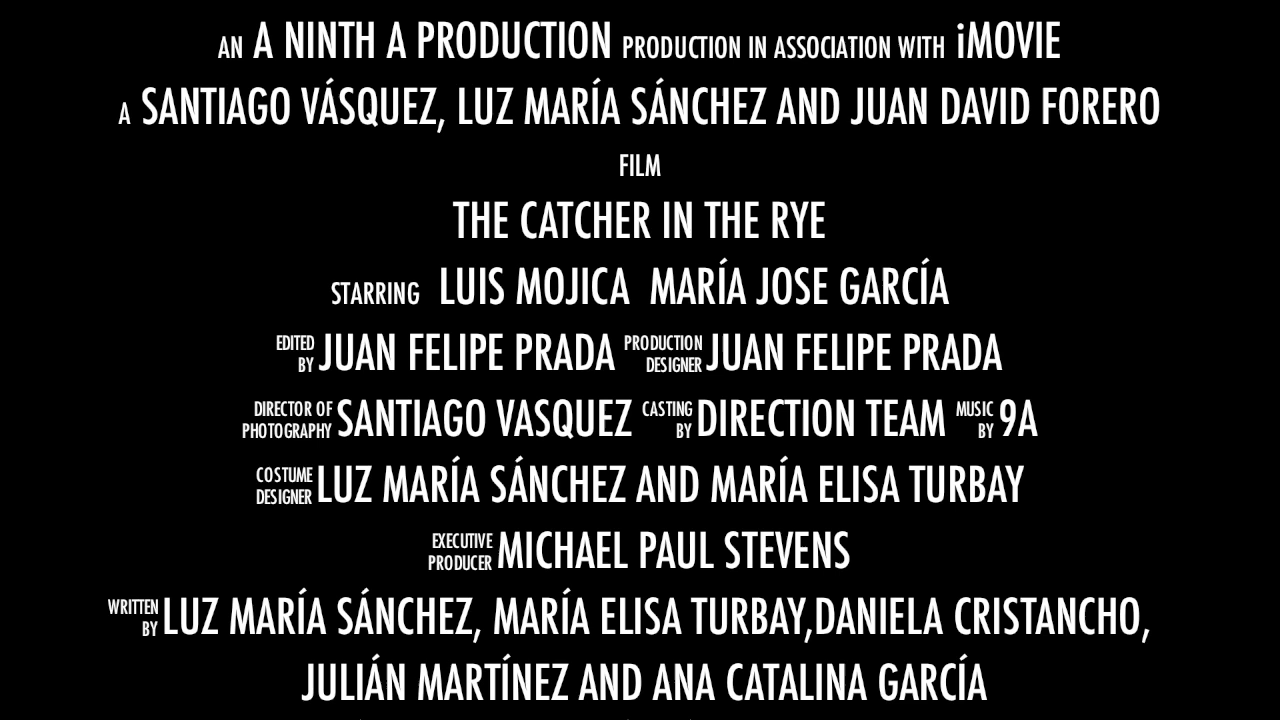 AN A NINTH A PRODUCTION PRODUCTION IN ASSOCIATION WITH iMOVIE
A SANTIAGO VÁSQUEZ, LUZ MARÍA SÁNCHEZ AND JUAN DAVID FORERO
FILM
THE CATCHER IN THE RYE
STARRING LUIS MOJICA MARÍA JOSE GARCÍA
EDITED BY JUAN FELIPE PRADA PRODUCTION DESIGNER JUAN FELIPE PRADA
DIRECTOR OF PHOTOGRAPHY SANTIAGO VASQUEZ CASTING BY DIRECTION TEAM MUSIC BY 9A
COSTUME DESIGNER LUZ MARÍA SÁNCHEZ AND MARÍA ELISA TURBAY
EXECUTIVE PRODUCER MICHAEL PAUL STEVENS
WRITTEN BY LUZ MARÍA SÁNCHEZ, MARÍA ELISA TURBAY,DANIELA CRISTANCHO,
JULIÁN MARTÍNEZ AND ANA CATALINA GARCÍA